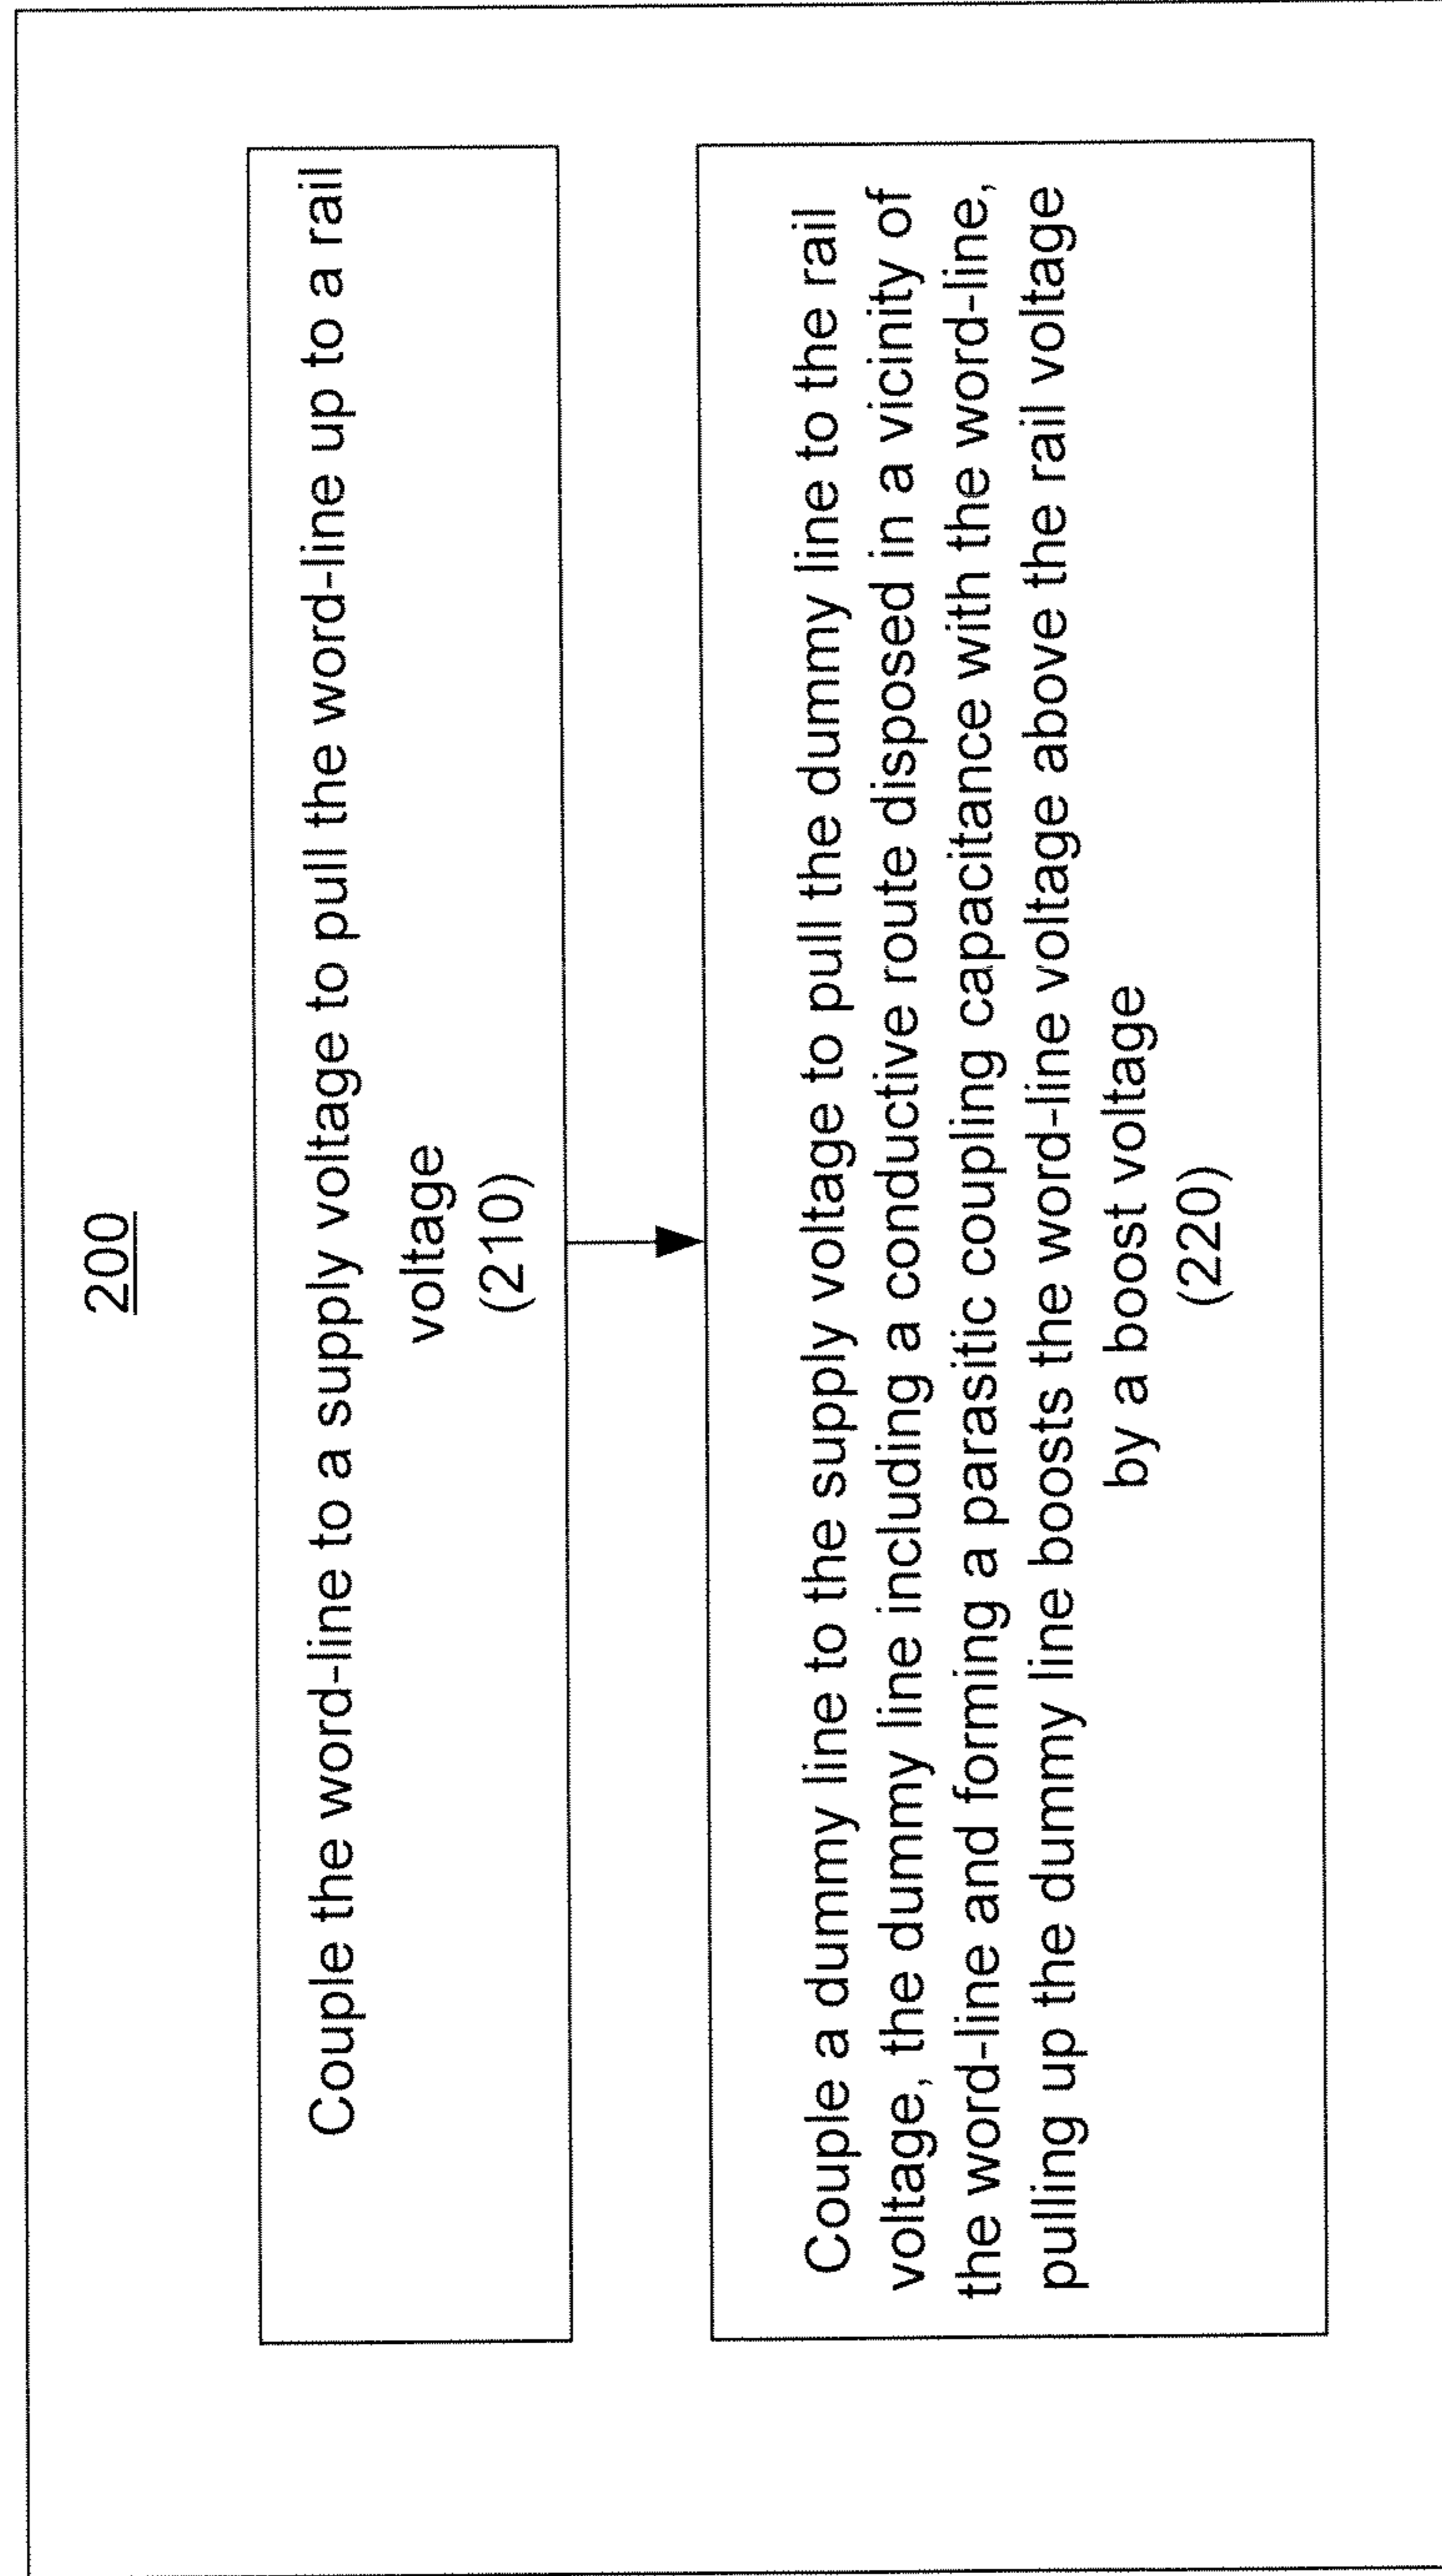 200
Couple the word-line to a supply voltage to pull the word-line up to a rail
voltage
(210)
Couple a dummy line to the supply voltage to pull the dummy line to the rail
voltage, the dummy line including a conductive route disposed in a vicinity of
the word-line and forming a parasitic coupling capacitance with the word-line,
pulling up the dummy line boosts the word-line voltage above the rail voltage
by a boost voltage
(220)